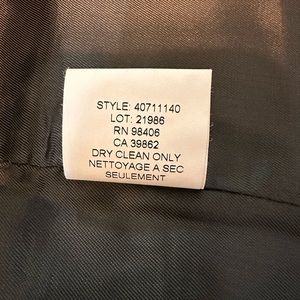 STYLE: 40711140
LOT: 21986
RN 98406
CA 39862
DRY CLEAN ONLY
NETTOYAGE A SEC
SEULEMENT